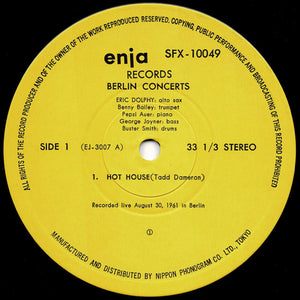 ALL RIGHTS OF THE RECORD PRODUCER AND OF THE OWNER OF THE WORK RECORDED RESERVED. COPYING, PUBLIC PERFORMANCE AND BROADCASTING OF THIS RECORD PROHIBITED
enja SFX-10049
RECORDS
BERLIN CONCERTS
ERIC DOLPHY: alto sax
Benny Bailey: trumpet
Pepsi Auer: piano
George Joyner: bass
Buster Smith: drums
SIDE 1 (EJ-3007 A) 33 1/3 STEREO
1. HOT HOUSE(Todd Dameron)
Recorded live August 30, 1961 in Berlin
MANUFACTURED AND DISTRIBUTED BY NIPPON PHONOGRAM CO. LTD., TOKYO